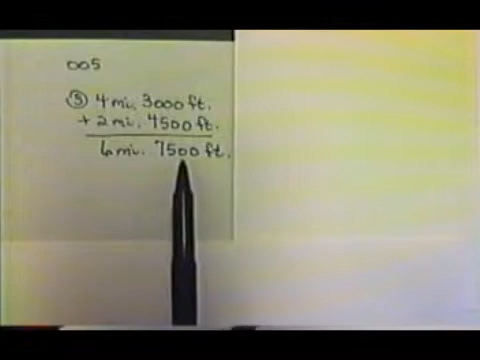 005
⑤ 4 mi. 3000 ft.
+ 2 mi. 4500 ft.
6 mi. 7500 ft.